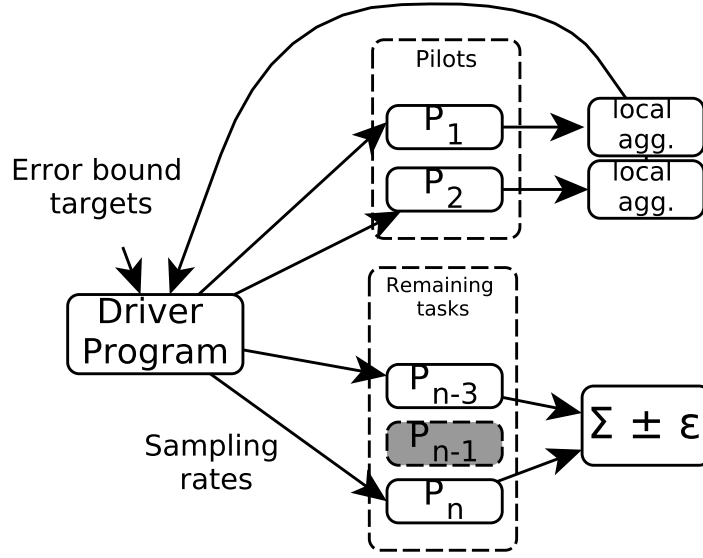 Pilots
P1
local
agg.
P2
local
agg.
Error bound
targets
Driver
Program
Remaining
tasks
Pn-3
Pn-1
Pn
Sampling
rates
Σ ± ε